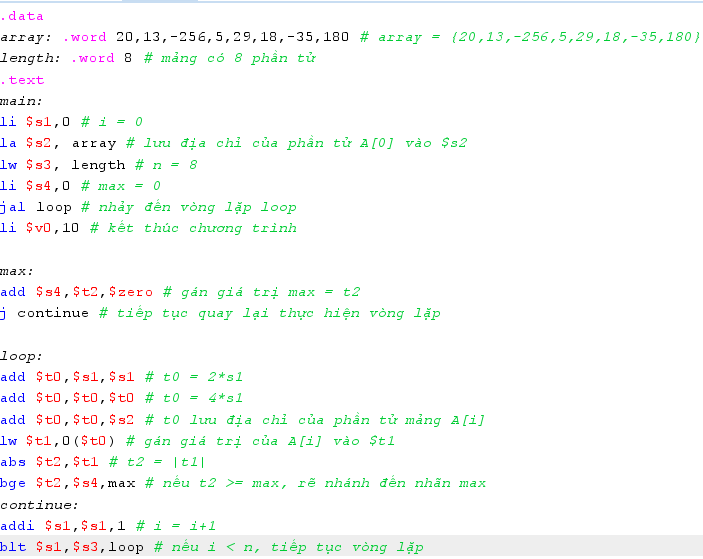 .data
array: .word 20,13,-256,5,29,18,-35,180 # array = {20,13,-256,5,29,18,-35,180}
length: .word 8 # mảng có 8 phần tử
.text
main:
li $s1,0 # i = 0
la $s2, array # lưu địa chỉ của phần tử A[0] vào $s2
lw $s3, length # n = 8
li $s4,0 # max = 0
jal loop # nhảy đến vòng lặp loop
li $v0,10 # kết thúc chương trình
max:
add $s4,$t2,$zero # gán giá trị max = t2
j continue # tiếp tục quay lại thực hiện vòng lặp
loop:
add $t0,$s1,$s1 # t0 = 2*s1
add $t0,$t0,$t0 # t0 = 4*s1
add $t0,$t0,$s2 # t0 lưu địa chỉ của phần tử mảng A[i]
lw $t1,0($t0) # gán giá trị của A[i] vào $t1
abs $t2,$t1 # t2 = |t1|
bge $t2,$s4,max # nếu t2 >= max, rẽ nhánh đến nhãn max
continue:
addi $s1,$s1,1 # i = i+1
blt $s1,$s3,loop # nếu i < n, tiếp tục vòng lặp